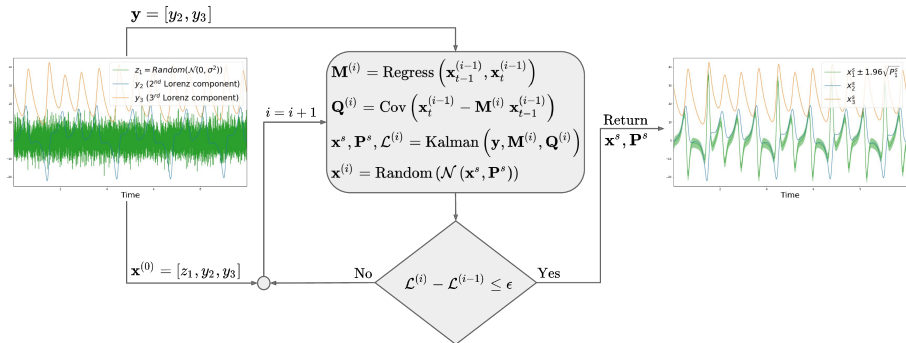 y = [y₂, y₃]
z₁ = Random(𝒩(0, σ²))
y₂ (2ⁿᵈ Lorenz component)
y₃ (3ʳᵈ Lorenz component)
Time
x⁽⁰⁾ = [z₁, y₂, y₃]
i = i + 1
M⁽ⁱ⁾ = Regress (x⁽ⁱ⁻¹⁾ₜ₋₁, x⁽ⁱ⁻¹⁾ₜ)
Q⁽ⁱ⁾ = Cov (x⁽ⁱ⁻¹⁾ₜ − M⁽ⁱ⁾ x⁽ⁱ⁻¹⁾ₜ₋₁)
xˢ, Pˢ, ℒ⁽ⁱ⁾ = Kalman (y, M⁽ⁱ⁾, Q⁽ⁱ⁾)
x⁽ⁱ⁾ = Random (𝒩 (xˢ, Pˢ))
ℒ⁽ⁱ⁾ − ℒ⁽ⁱ⁻¹⁾ ≤ ϵ
No
Yes
Return
xˢ, Pˢ
x₁ˢ ± 1.96√P₁ˢ
x₂ˢ
x₃ˢ
Time